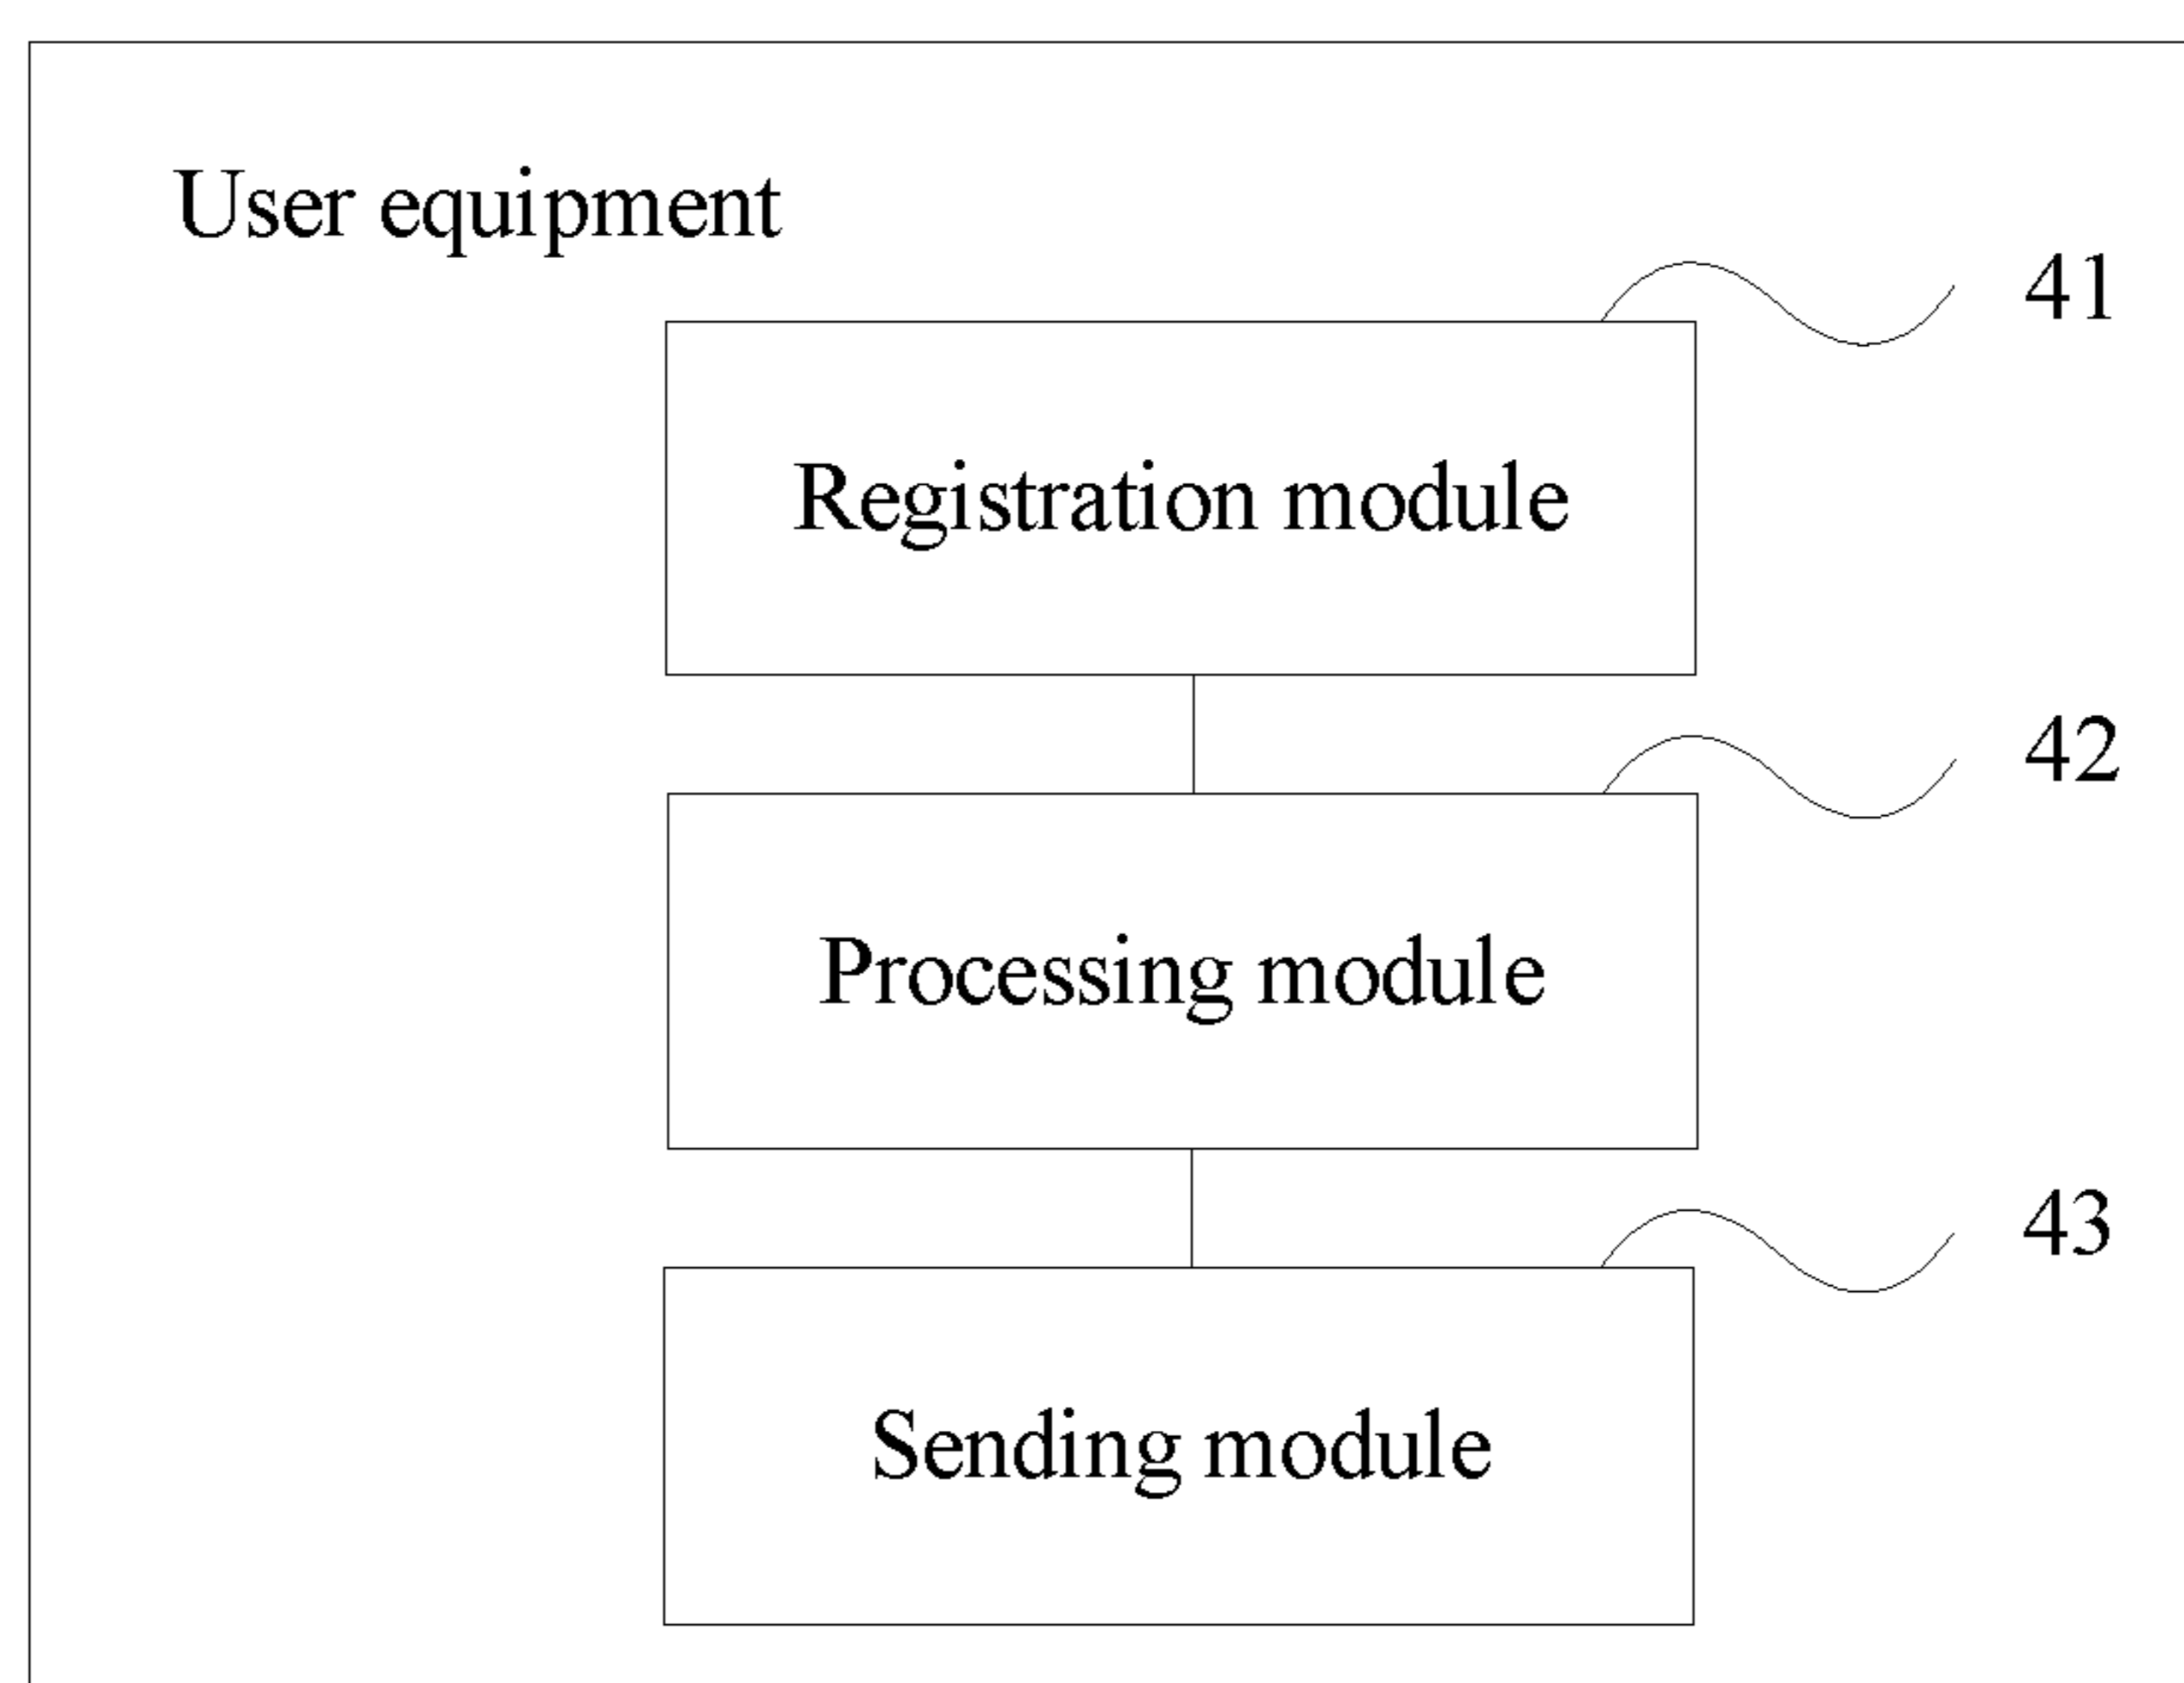 User equipment
41
Registration module
42
Processing module
43
Sending module